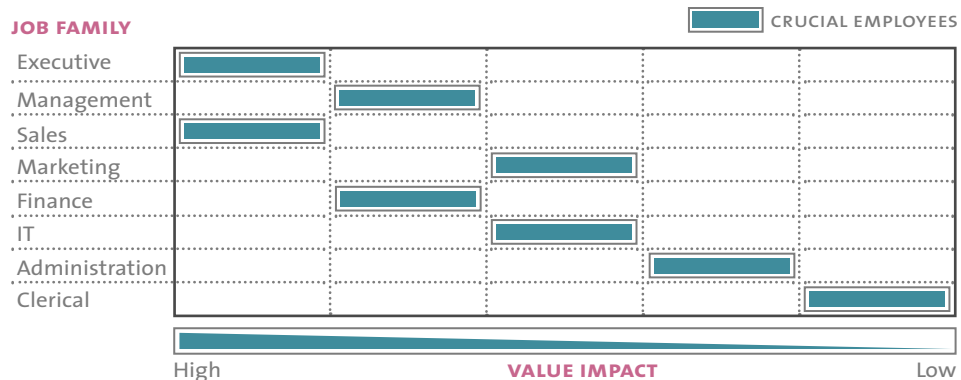 JOB FAMILY
CRUCIAL EMPLOYEES
Executive
Management
Sales
Marketing
Finance
IT
Administration
Clerical
High VALUE IMPACT Low